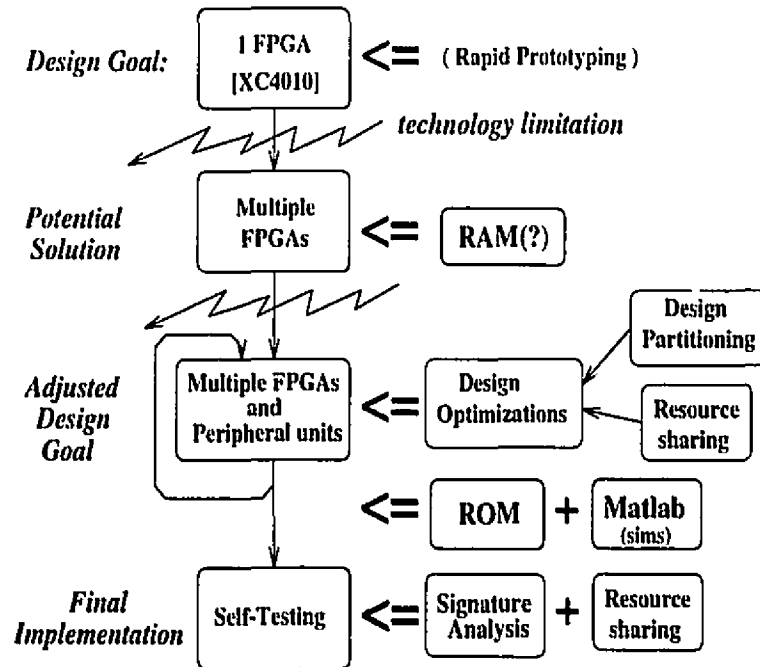 Design Goal:
1 FPGA
[XC4010]
<= ( Rapid Prototyping )
technology limitation
Potential
Solution
Multiple
FPGAs
<=
RAM(?)
Adjusted
Design
Goal
Multiple FPGAs
and
Peripheral units
<=
Design
Optimizations
Design
Partitioning
Resource
sharing
<=
ROM
+
Matlab
(sims)
Final
Implementation
Self-Testing
<=
Signature
Analysis
+
Resource
sharing